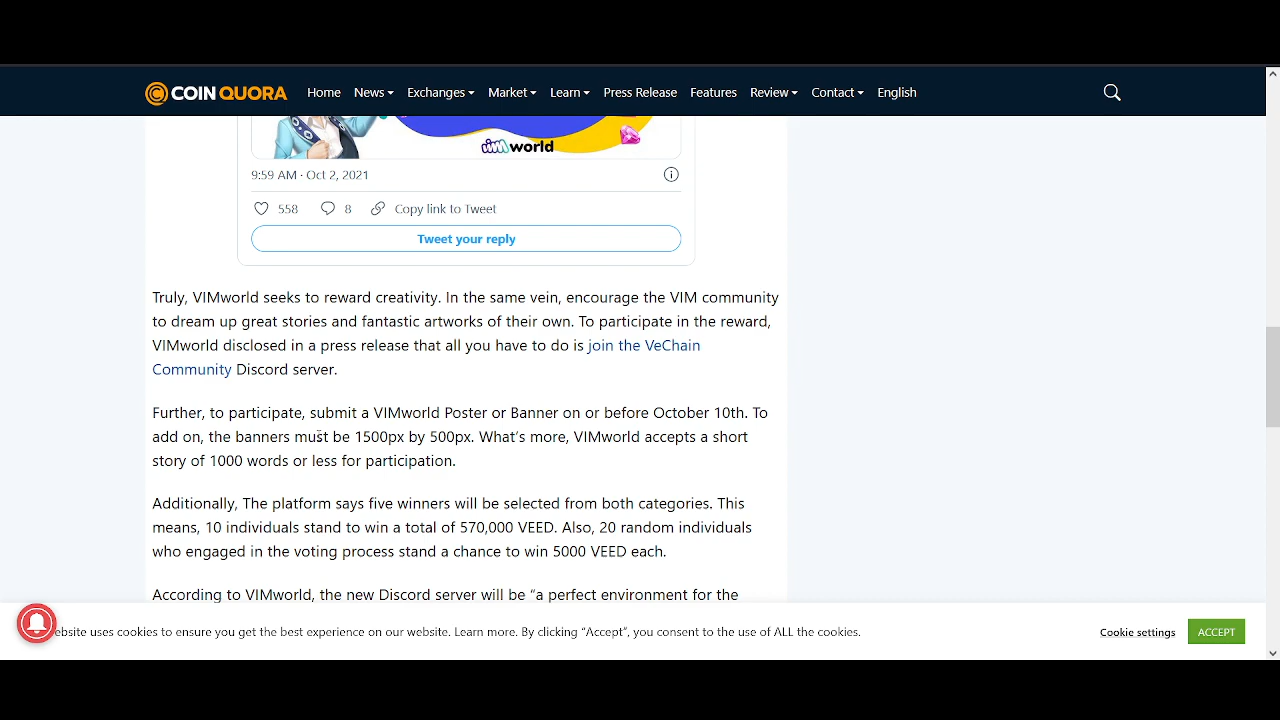 COIN QUORA Home News Exchanges Market Learn Press Release Features Review Contact English
vimworld
9:59 AM · Oct 2, 2021
558 8 Copy link to Tweet
Tweet your reply
Truly, VIMworld seeks to reward creativity. In the same vein, encourage the VIM community
to dream up great stories and fantastic artworks of their own. To participate in the reward,
VIMworld disclosed in a press release that all you have to do is join the VeChain
Community Discord server.
Further, to participate, submit a VIMworld Poster or Banner on or before October 10th. To
add on, the banners must be 1500px by 500px. What's more, VIMworld accepts a short
story of 1000 words or less for participation.
Additionally, The platform says five winners will be selected from both categories. This
means, 10 individuals stand to win a total of 570,000 VEED. Also, 20 random individuals
who engaged in the voting process stand a chance to win 5000 VEED each.
According to VIMworld, the new Discord server will be "a perfect environment for the
ebsite uses cookies to ensure you get the best experience on our website. Learn more. By clicking "Accept", you consent to the use of ALL the cookies. Cookie settings ACCEPT